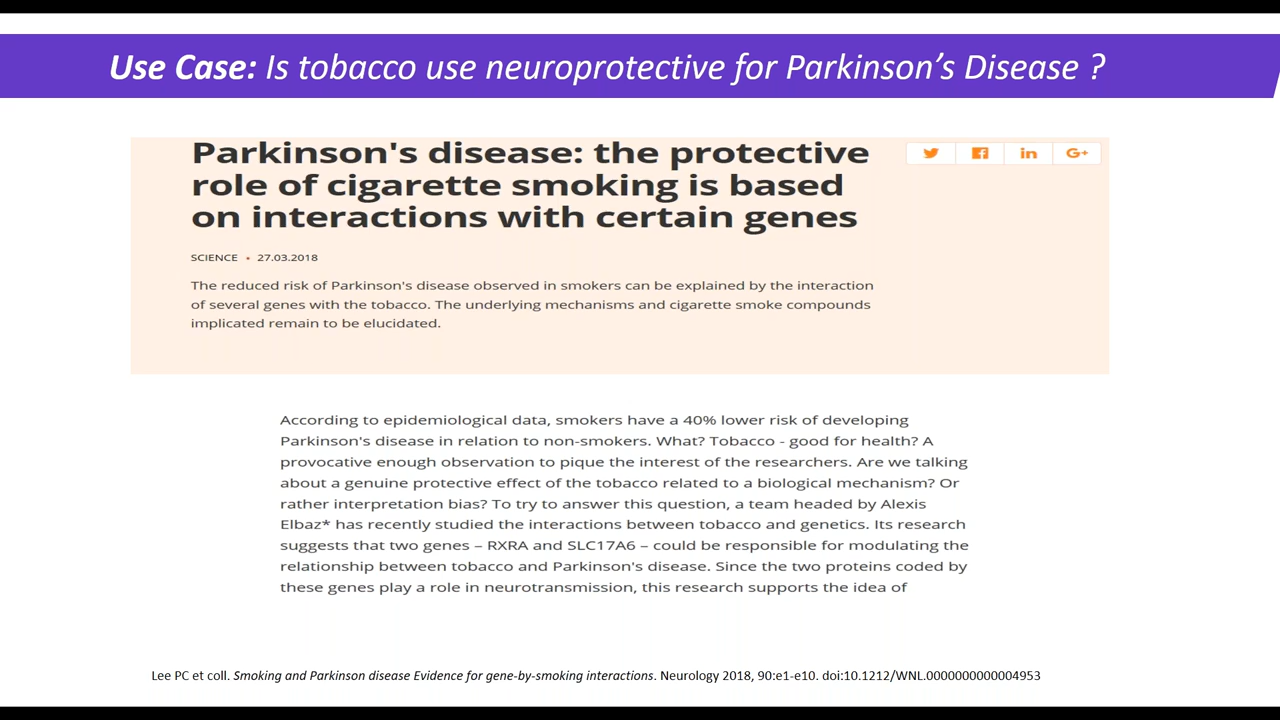 Use Case: Is tobacco use neuroprotective for Parkinson’s Disease ?
Parkinson's disease: the protective
role of cigarette smoking is based
on interactions with certain genes
G+
SCIENCE • 27.03.2018
The reduced risk of Parkinson's disease observed in smokers can be explained by the interaction
of several genes with the tobacco. The underlying mechanisms and cigarette smoke compounds
implicated remain to be elucidated.
According to epidemiological data, smokers have a 40% lower risk of developing
Parkinson's disease in relation to non-smokers. What? Tobacco - good for health? A
provocative enough observation to pique the interest of the researchers. Are we talking
about a genuine protective effect of the tobacco related to a biological mechanism? Or
rather interpretation bias? To try to answer this question, a team headed by Alexis
Elbaz* has recently studied the interactions between tobacco and genetics. Its research
suggests that two genes – RXRA and SLC17A6 – could be responsible for modulating the
relationship between tobacco and Parkinson's disease. Since the two proteins coded by
these genes play a role in neurotransmission, this research supports the idea of
Lee PC et coll. Smoking and Parkinson disease Evidence for gene-by-smoking interactions. Neurology 2018, 90:e1-e10. doi:10.1212/WNL.0000000000004953